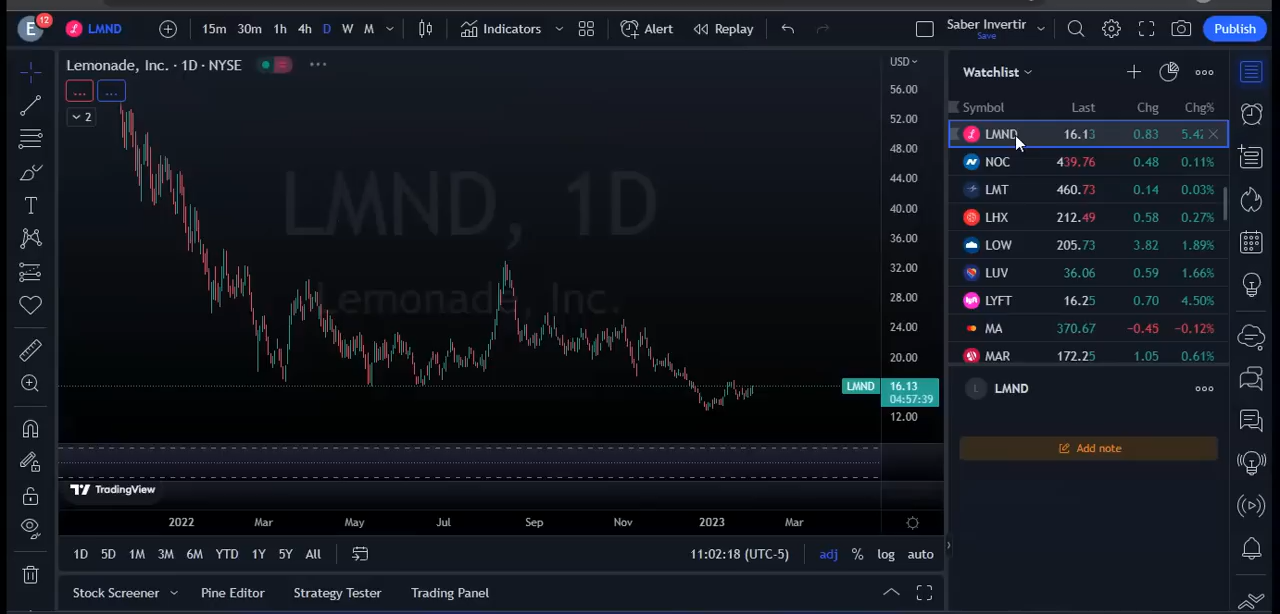 E 12 LMND 15m 30m 1h 4h D W M Indicators Alert Replay Saber Invertir Save Publish
Lemonade, Inc. · 1D · NYSE
... ...
2
LMND, 1D
Lemonade, Inc.
USD
56.00
52.00
48.00
44.00
40.00
36.00
32.00
28.00
24.00
20.00
LMND 16.13
04:57:39
12.00
TradingView
2022 Mar May Jul Sep Nov 2023 Mar
1D 5D 1M 3M 6M YTD 1Y 5Y All 11:02:18 (UTC-5) adj % log auto
Stock Screener Pine Editor Strategy Tester Trading Panel
Watchlist
Symbol Last Chg Chg%
LMND 16.13 0.83 5.42
NOC 439.76 0.48 0.11%
LMT 460.73 0.14 0.03%
LHX 212.49 0.58 0.27%
LOW 205.73 3.82 1.89%
LUV 36.06 0.59 1.66%
LYFT 16.25 0.70 4.50%
MA 370.67 −0.45 −0.12%
MAR 172.25 1.05 0.61%
L LMND
Add note